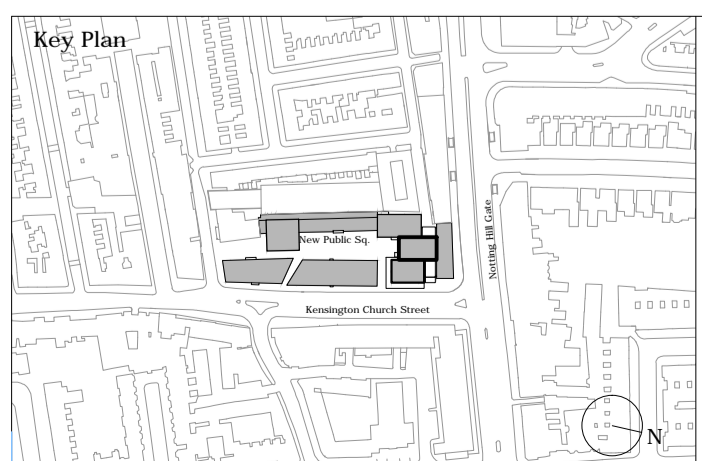 Key Plan
New Public Sq.
Notting Hill Gate
Kensington Church Street
N